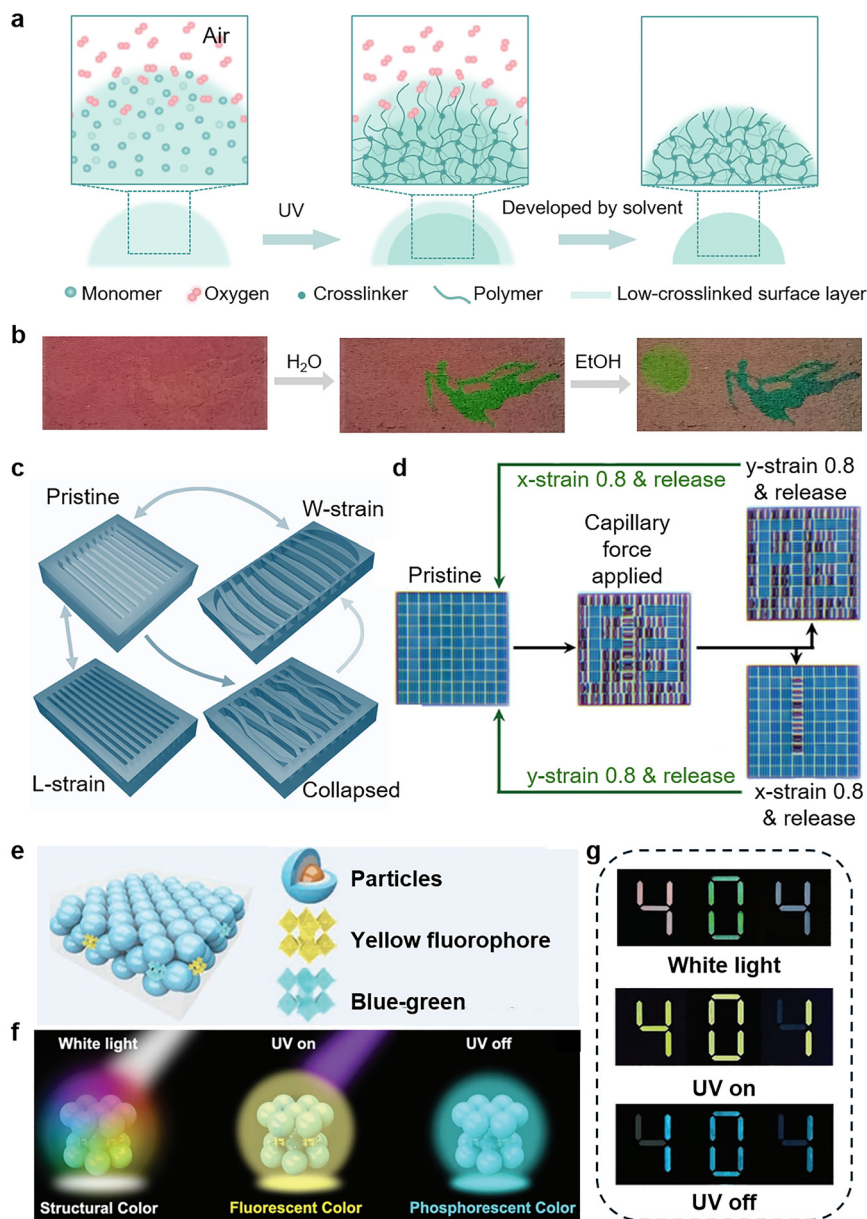 a
Air
UV
Developed by solvent
Monomer Oxygen Crosslinker Polymer Low-crosslinked surface layer
b
H₂O
EtOH
c
Pristine
W-strain
L-strain
Collapsed
d
x-strain 0.8 & release
y-strain 0.8
& release
Capillary
force
applied
Pristine
y-strain 0.8 & release
x-strain 0.8
& release
e
Particles
Yellow fluorophore
Blue-green
f
White light
UV on
UV off
Structural Color
Fluorescent Color
Phosphorescent Color
g
404
White light
401
UV on
101
UV off